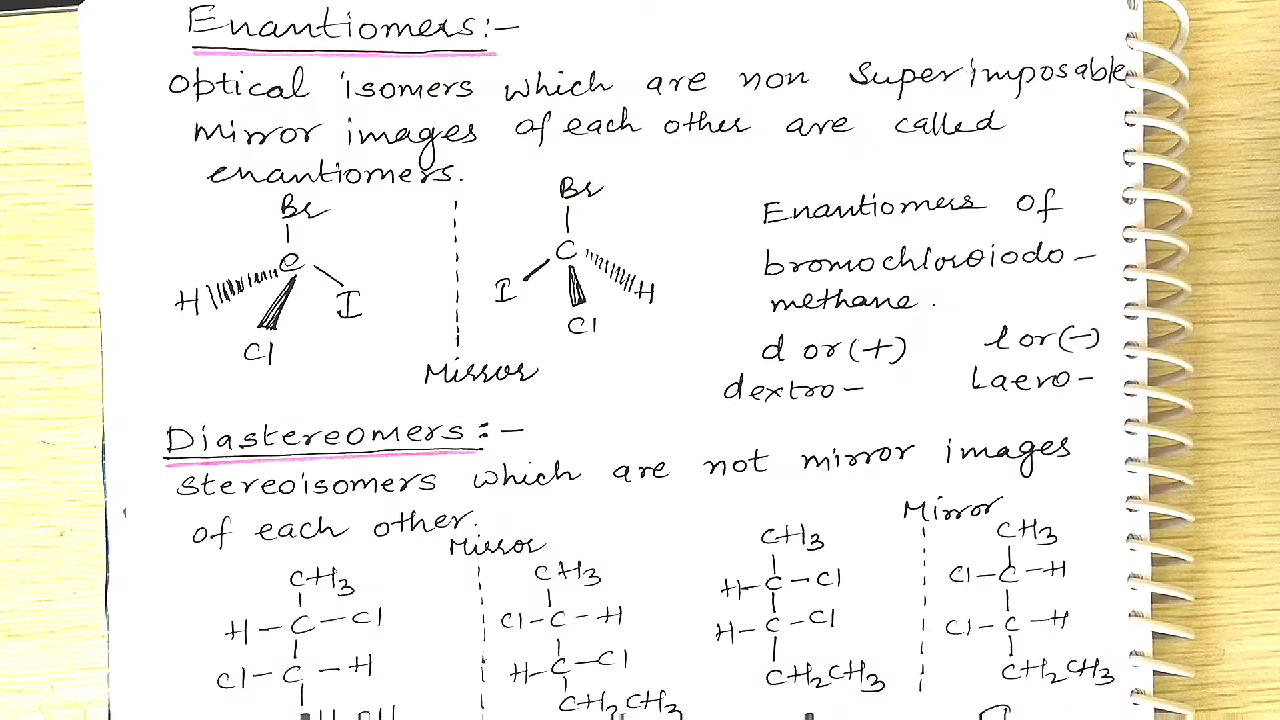 Enantiomers:-
Optical isomers which are non superimposable
mirror images of each other are called
enantiomers.
Br Br
C C
H I I H
Cl Cl
Mirror
Enantiomers of
bromochloroiodo-
methane.
d or (+) l or (-)
dextro- Laevo-
Diastereomers:-
stereoisomers which are not mirror images
of each other.
Mirror Mirror
CH3 CH3 CH3 CH3
H-C-Cl Cl-C-H H-C-Cl Cl-C-H
Cl-C-H H-C-Cl H-C-Cl Cl-C-H
CH2CH3 CH2CH3 CH2CH3